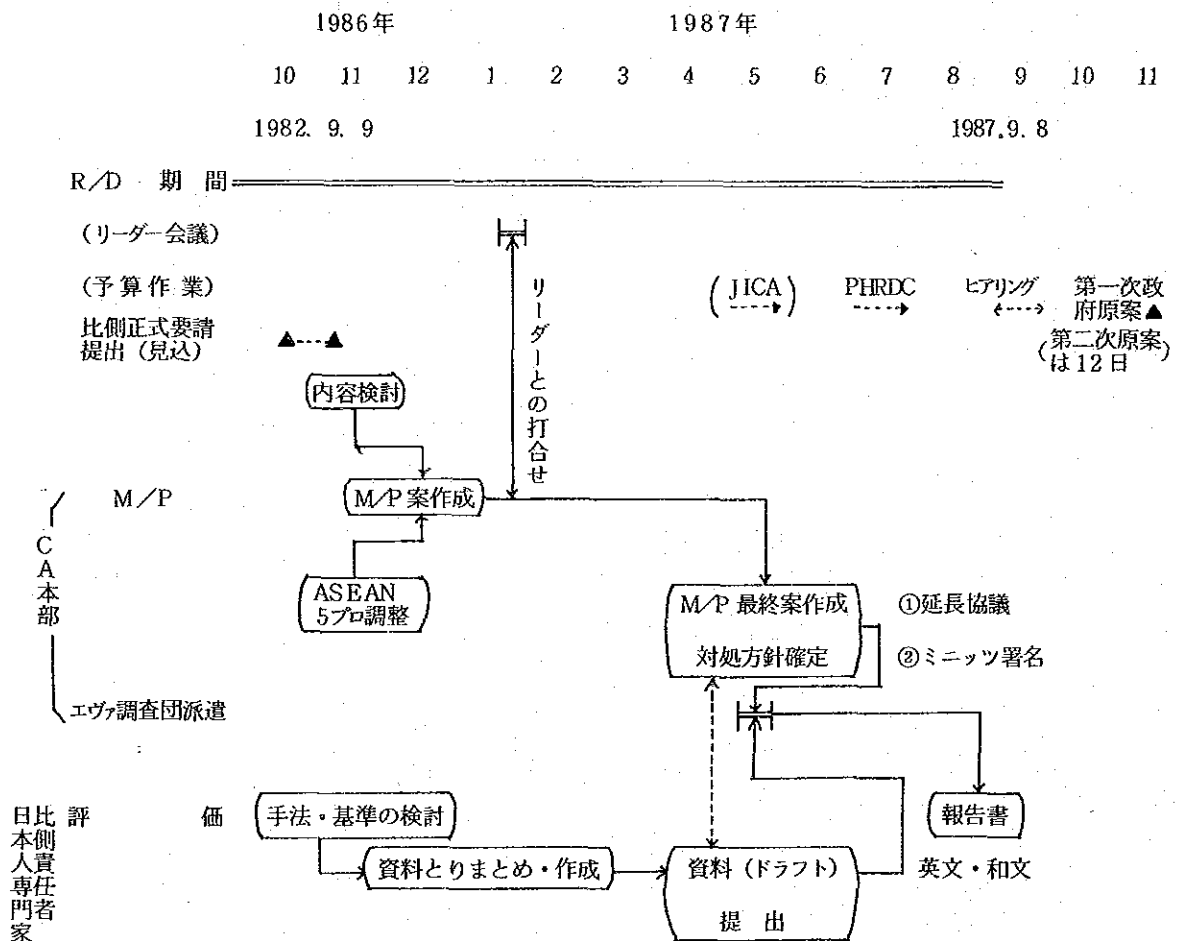 1986年 1987年
10 11 12 1 2 3 4 5 6 7 8 9 10 11
1982. 9. 9 1987. 9. 8
R/D 期間
(リーダー会議)
(予算作業) (JICA) PHRDC ヒアリング 第一次政
府原案▲
比側正式要請
提出(見込) ▲ ▲
(第二次原案
は12日)
リーダーとの打合せ
内容検討
M/P M/P案作成
CA本部
ASEAN
5プロ調整
M/P 最終案作成
対処方針確定
①延長協議
②ミニッツ署名
エヴァ調査団派遣
:
比側責任者
日本人専門家
評価 手法・基準の検討
資料とりまとめ・作成
資料(ドラフト)
提出
報告書
英文・和文